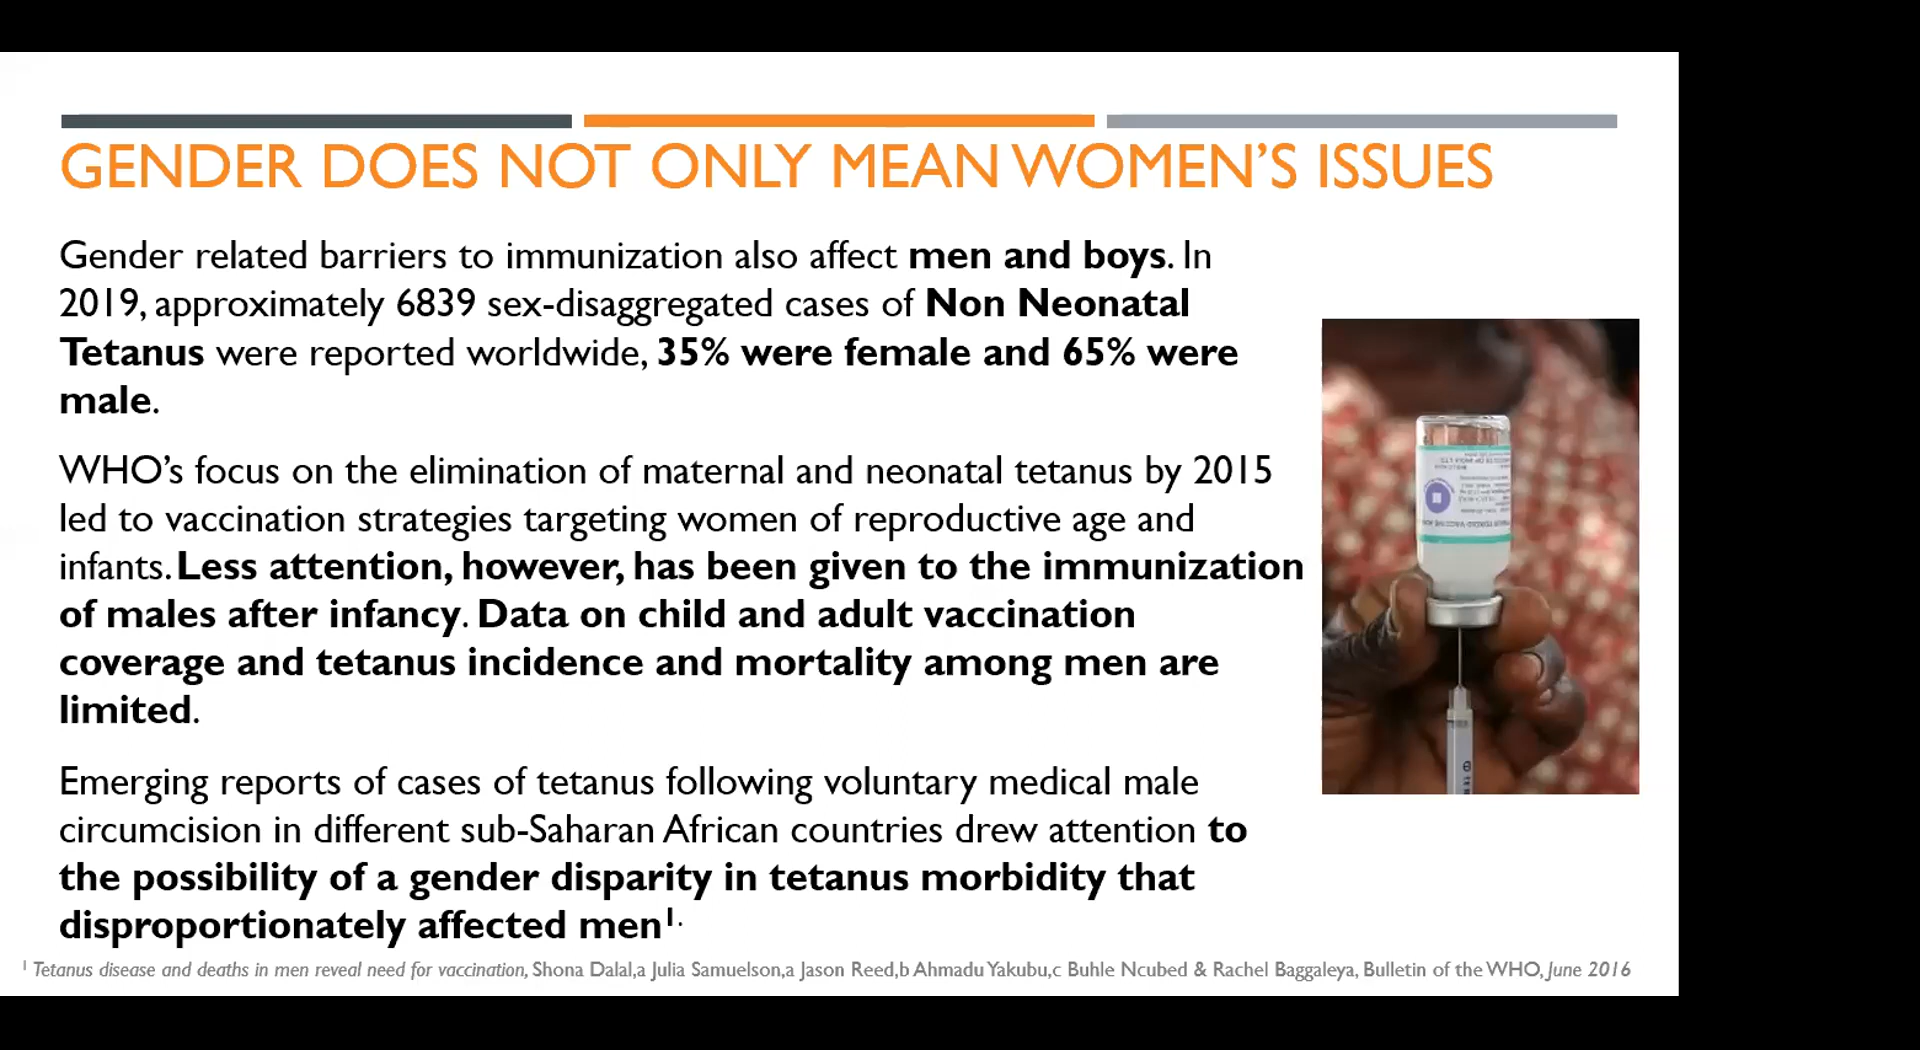 GENDER DOES NOT ONLY MEAN WOMEN'S ISSUES
Gender related barriers to immunization also affect men and boys. In
2019, approximately 6839 sex-disaggregated cases of Non Neonatal
Tetanus were reported worldwide, 35% were female and 65% were
male.
WHO's focus on the elimination of maternal and neonatal tetanus by 2015
led to vaccination strategies targeting women of reproductive age and
infants. Less attention, however, has been given to the immunization
of males after infancy. Data on child and adult vaccination
coverage and tetanus incidence and mortality among men are
limited.
Emerging reports of cases of tetanus following voluntary medical male
circumcision in different sub-Saharan African countries drew attention to
the possibility of a gender disparity in tetanus morbidity that
disproportionately affected men1.
1 Tetanus disease and deaths in men reveal need for vaccination, Shona Dalal,a Julia Samuelson,a Jason Reed,b Ahmadu Yakubu,c Buhle Ncubed & Rachel Baggaleya, Bulletin of the WHO, June 2016